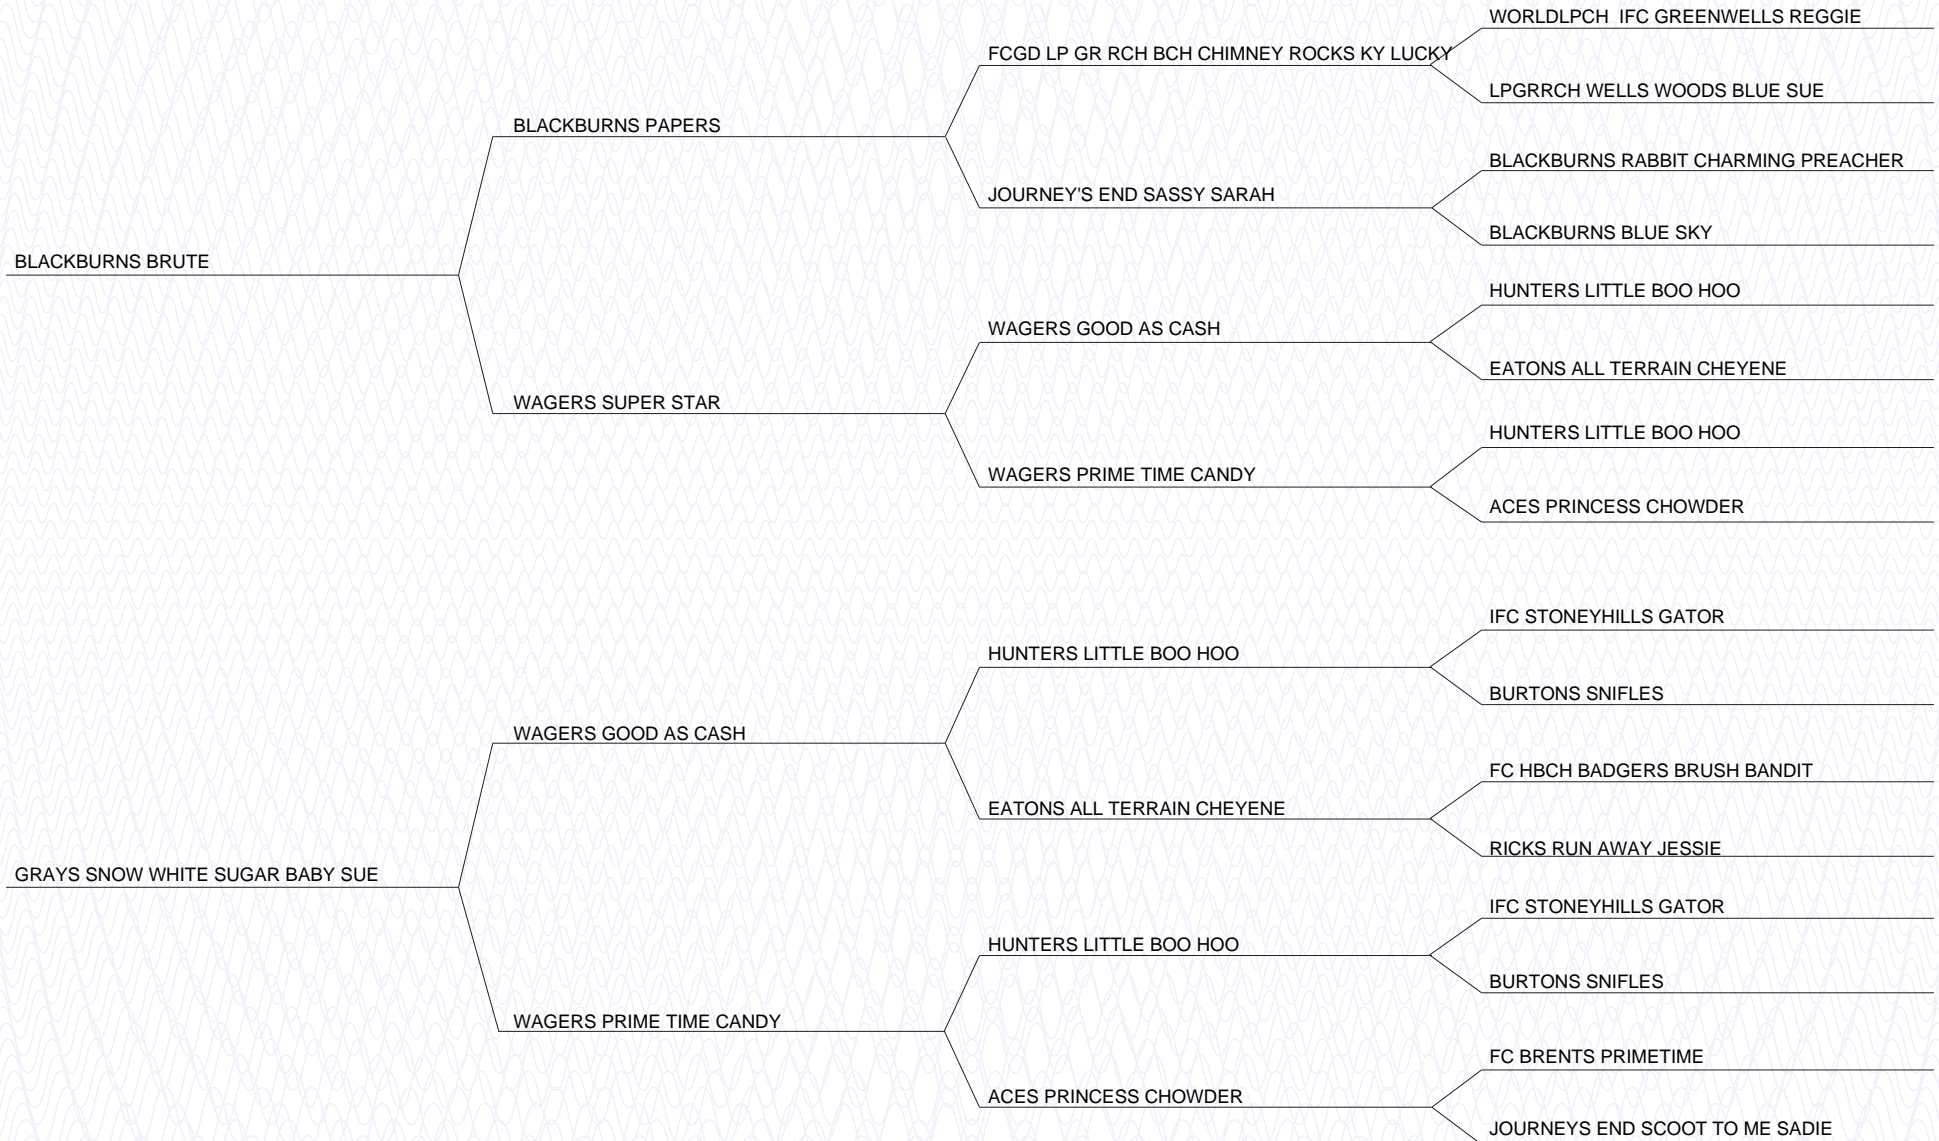 WORLDLPCH  IFC GREENWELLS REGGIE
FCGD LP GR RCH BCH CHIMNEY ROCKS KY LUCKY
LPGRRCH WELLS WOODS BLUE SUE
BLACKBURNS PAPERS
BLACKBURNS RABBIT CHARMING PREACHER
JOURNEY'S END SASSY SARAH
BLACKBURNS BLUE SKY
BLACKBURNS BRUTE
HUNTERS LITTLE BOO HOO
WAGERS GOOD AS CASH
EATONS ALL TERRAIN CHEYENE
WAGERS SUPER STAR
HUNTERS LITTLE BOO HOO
WAGERS PRIME TIME CANDY
ACES PRINCESS CHOWDER
IFC STONEYHILLS GATOR
HUNTERS LITTLE BOO HOO
BURTONS SNIFLES
WAGERS GOOD AS CASH
FC HBCH BADGERS BRUSH BANDIT
EATONS ALL TERRAIN CHEYENE
RICKS RUN AWAY JESSIE
GRAYS SNOW WHITE SUGAR BABY SUE
IFC STONEYHILLS GATOR
HUNTERS LITTLE BOO HOO
BURTONS SNIFLES
WAGERS PRIME TIME CANDY
FC BRENTS PRIMETIME
ACES PRINCESS CHOWDER
JOURNEYS END SCOOT TO ME SADIE